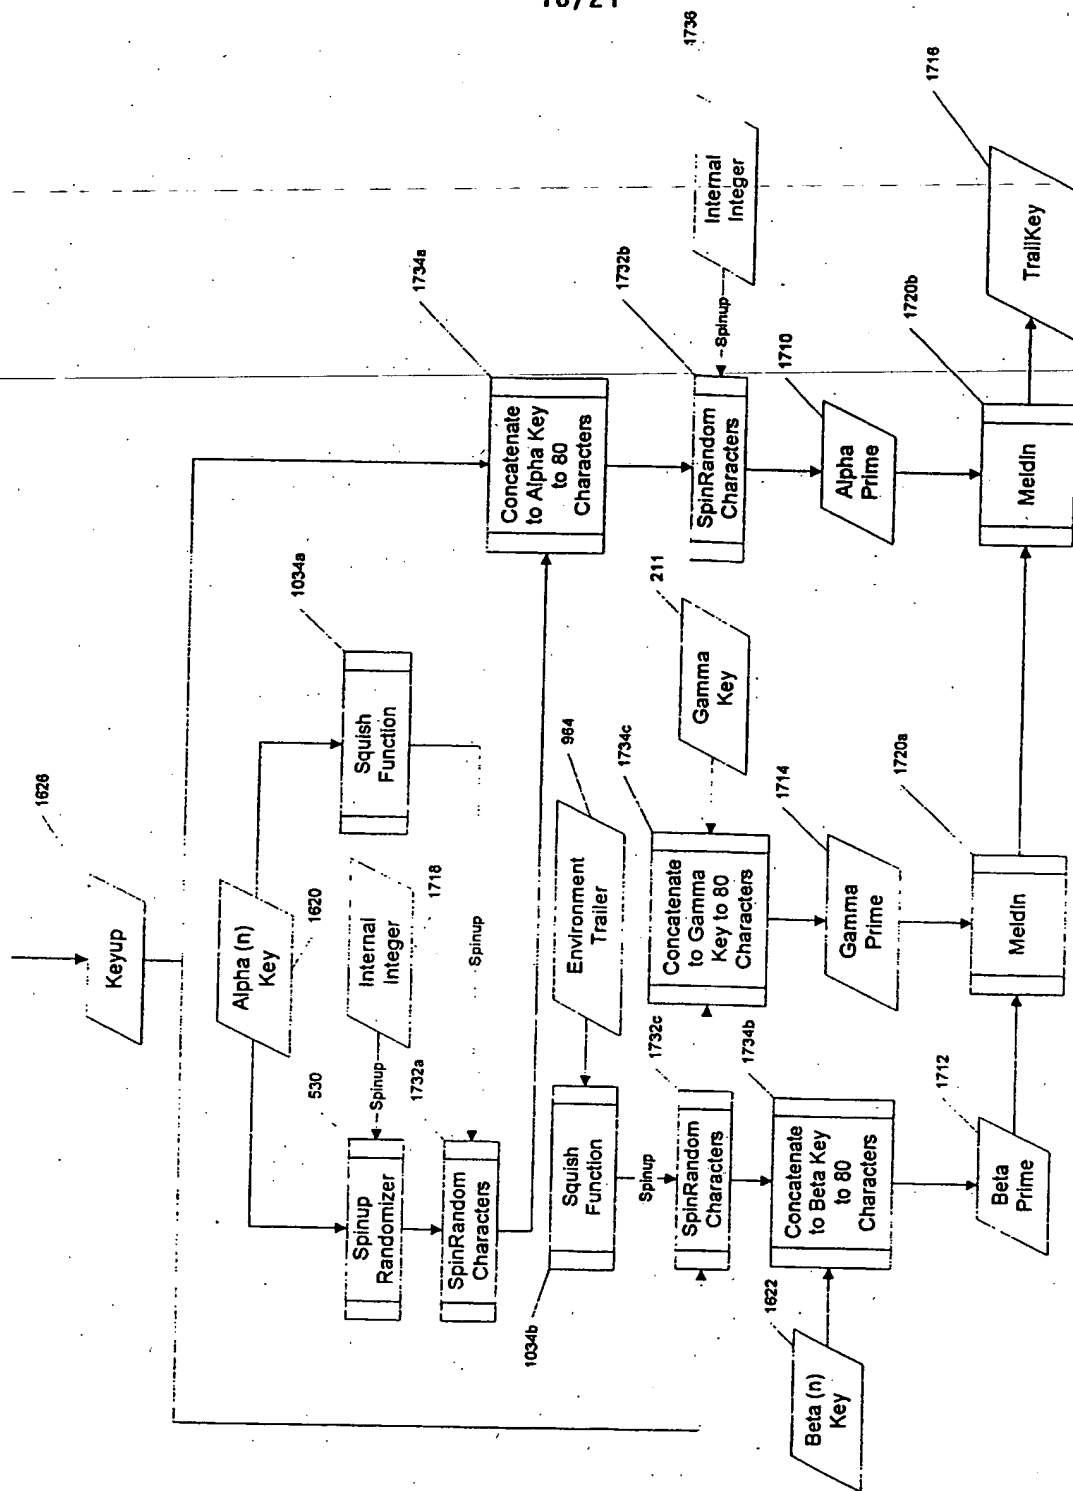 1626
Keyup
Alpha (n)
Key
1620
530
Spinup
Randomizer
Spinup
Internal
Integer
1718
Squish
Function
1034a
1732a
SpinRandom
Characters
Spinup
1734a
Concatenate
to Alpha Key
to 80
Characters
1034b
Squish
Function
Environment
Trailer
964
Spinup
1732c
SpinRandom
Characters
1734c
Concatenate
to Gamma
Key to 80
Characters
211
Gamma
Key
1732b
SpinRandom
Characters
Spinup
Internal
Integer
1736
1622
Beta (n)
Key
1734b
Concatenate
to Beta Key
to 80
Characters
1714
Gamma
Prime
1710
Alpha
Prime
1712
Beta
Prime
1720a
MeldIn
1720b
MeldIn
1716
TrailKey